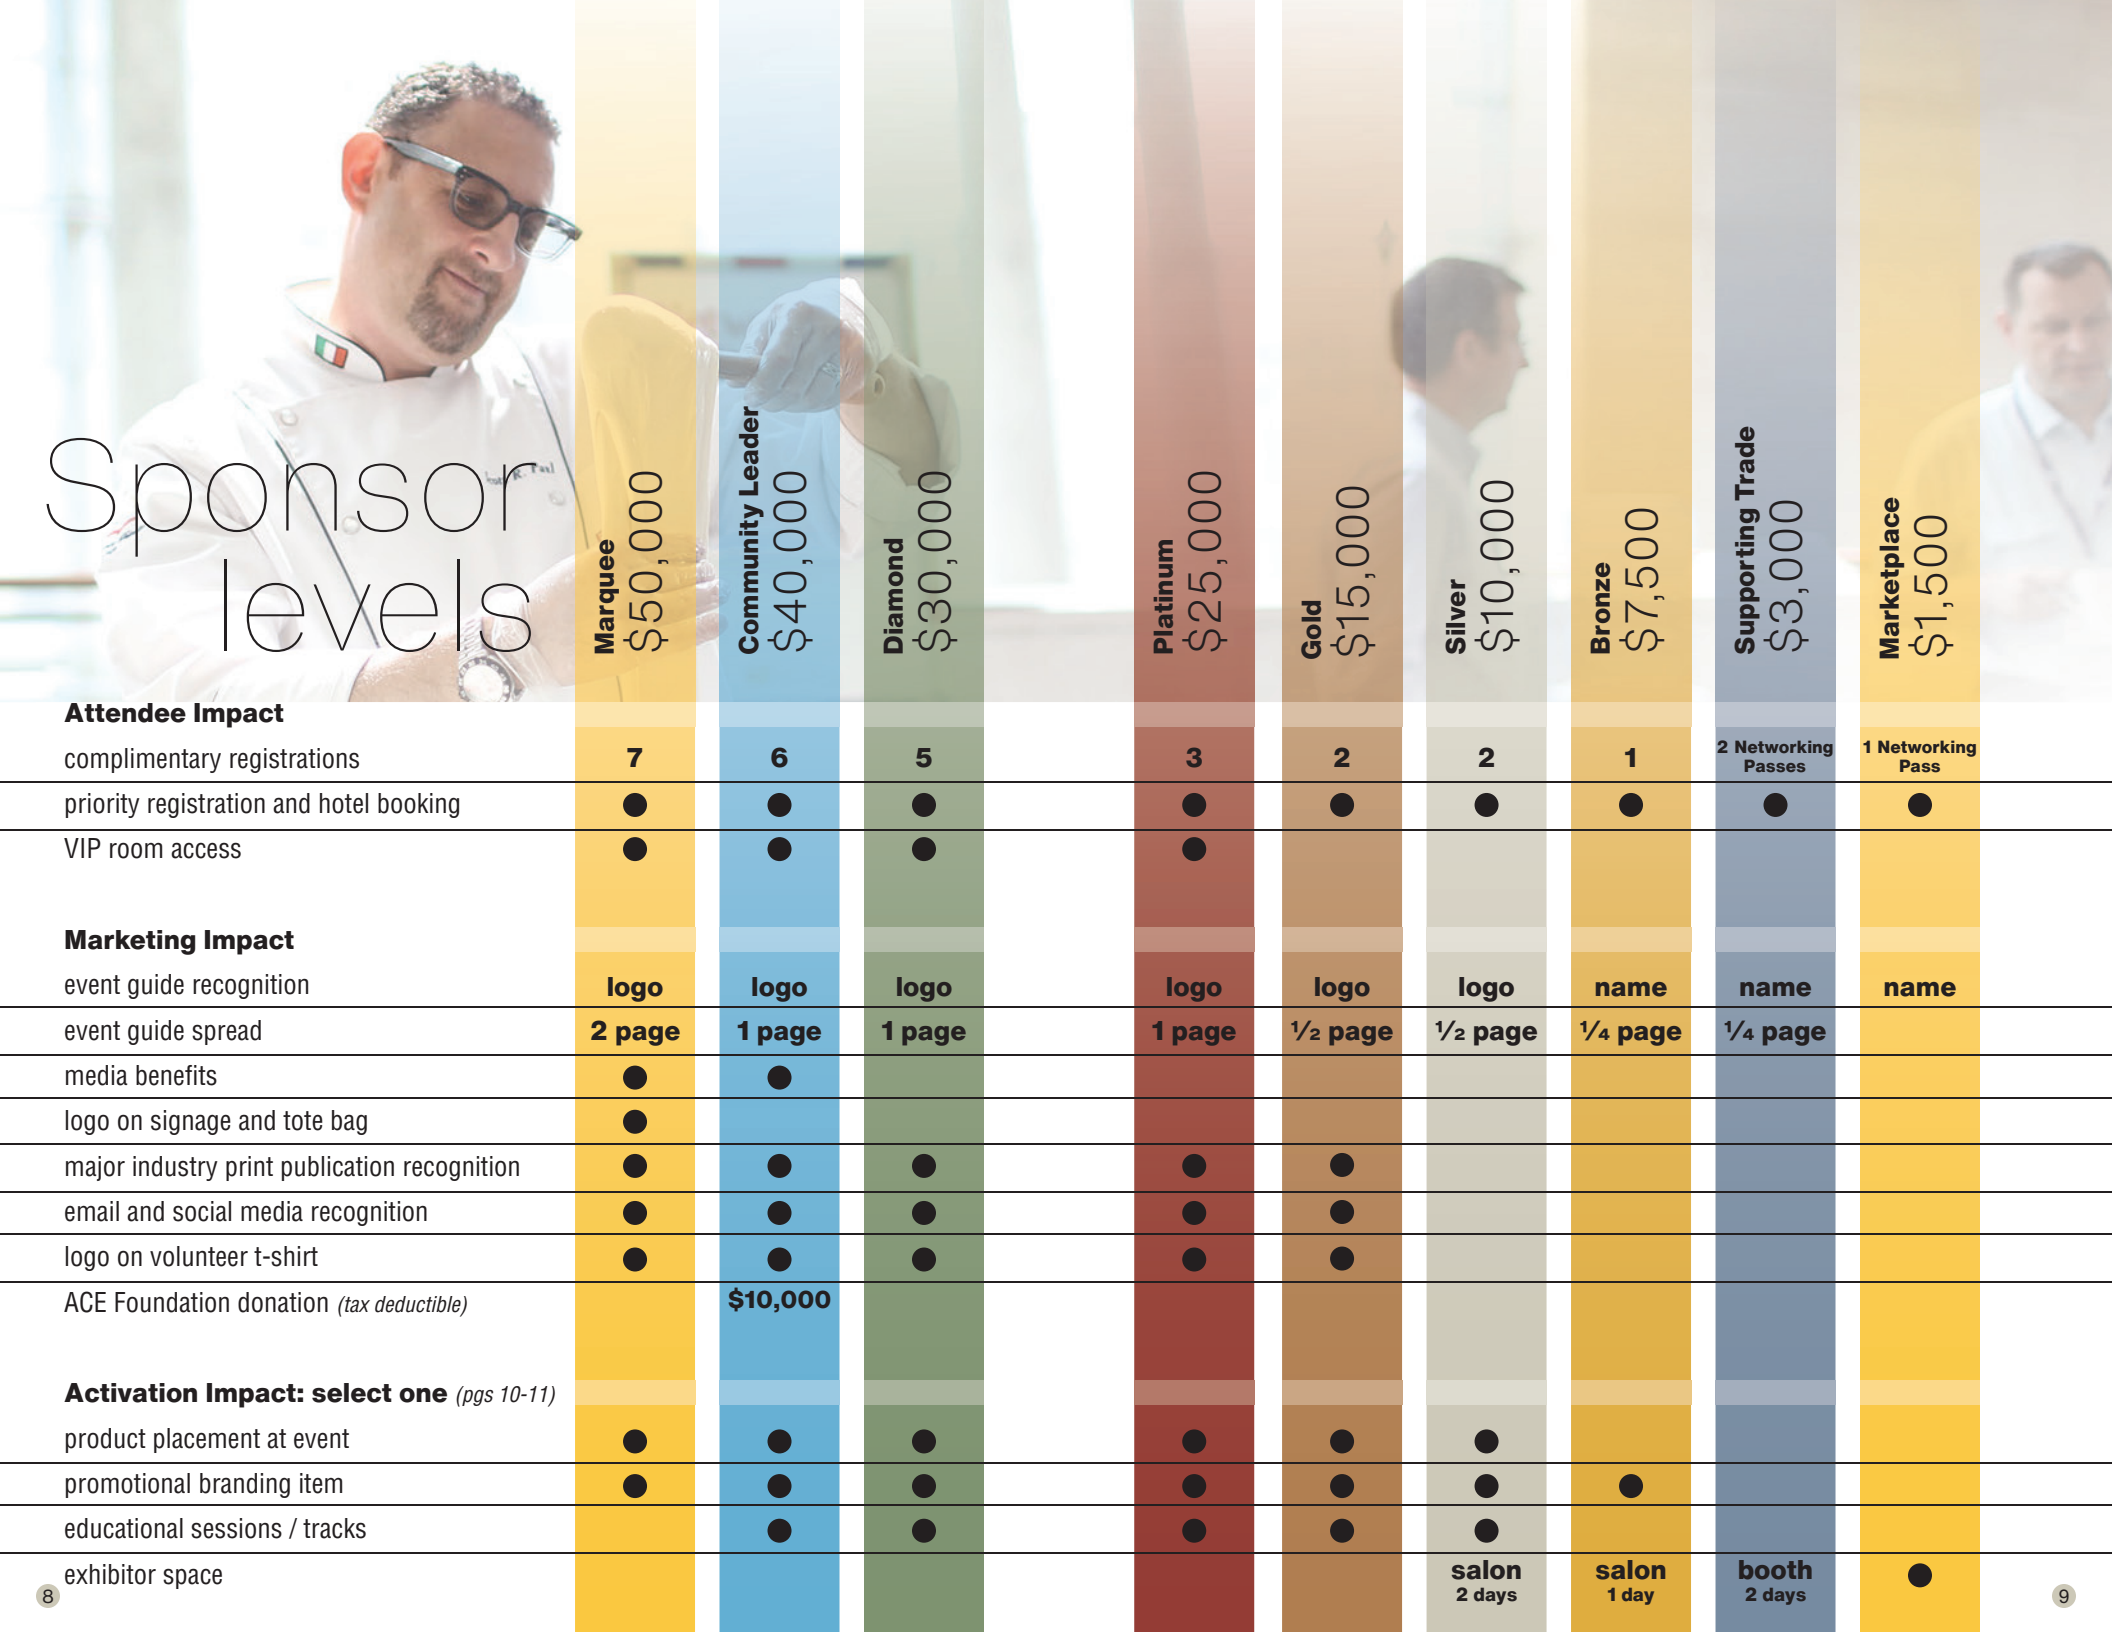 Sponsor
levels
Marquee
$50,000
Community Leader
$40,000
Diamond
$30,000
Platinum
$25,000
Gold
$15,000
Silver
$10,000
Bronze
$7,500
Supporting Trade
$3,000
Marketplace
$1,500
Attendee Impact
complimentary registrations 7 6 5 3 2 2 1 2 Networking Passes 1 Networking Pass
priority registration and hotel booking ● ● ● ● ● ● ● ● ●
VIP room access ● ● ● ●
Marketing Impact
event guide recognition logo logo logo logo logo logo name name name
event guide spread 2 page 1 page 1 page 1 page ½ page ½ page ¼ page ¼ page
media benefits ● ●
logo on signage and tote bag ●
major industry print publication recognition ● ● ● ● ●
email and social media recognition ● ● ● ● ●
logo on volunteer t-shirt ● ● ● ● ●
ACE Foundation donation (tax deductible) $10,000
Activation Impact: select one (pgs 10-11)
product placement at event ● ● ● ● ● ●
promotional branding item ● ● ● ● ● ● ●
educational sessions / tracks ● ● ● ● ●
exhibitor space salon 2 days salon 1 day booth 2 days ●
8
9